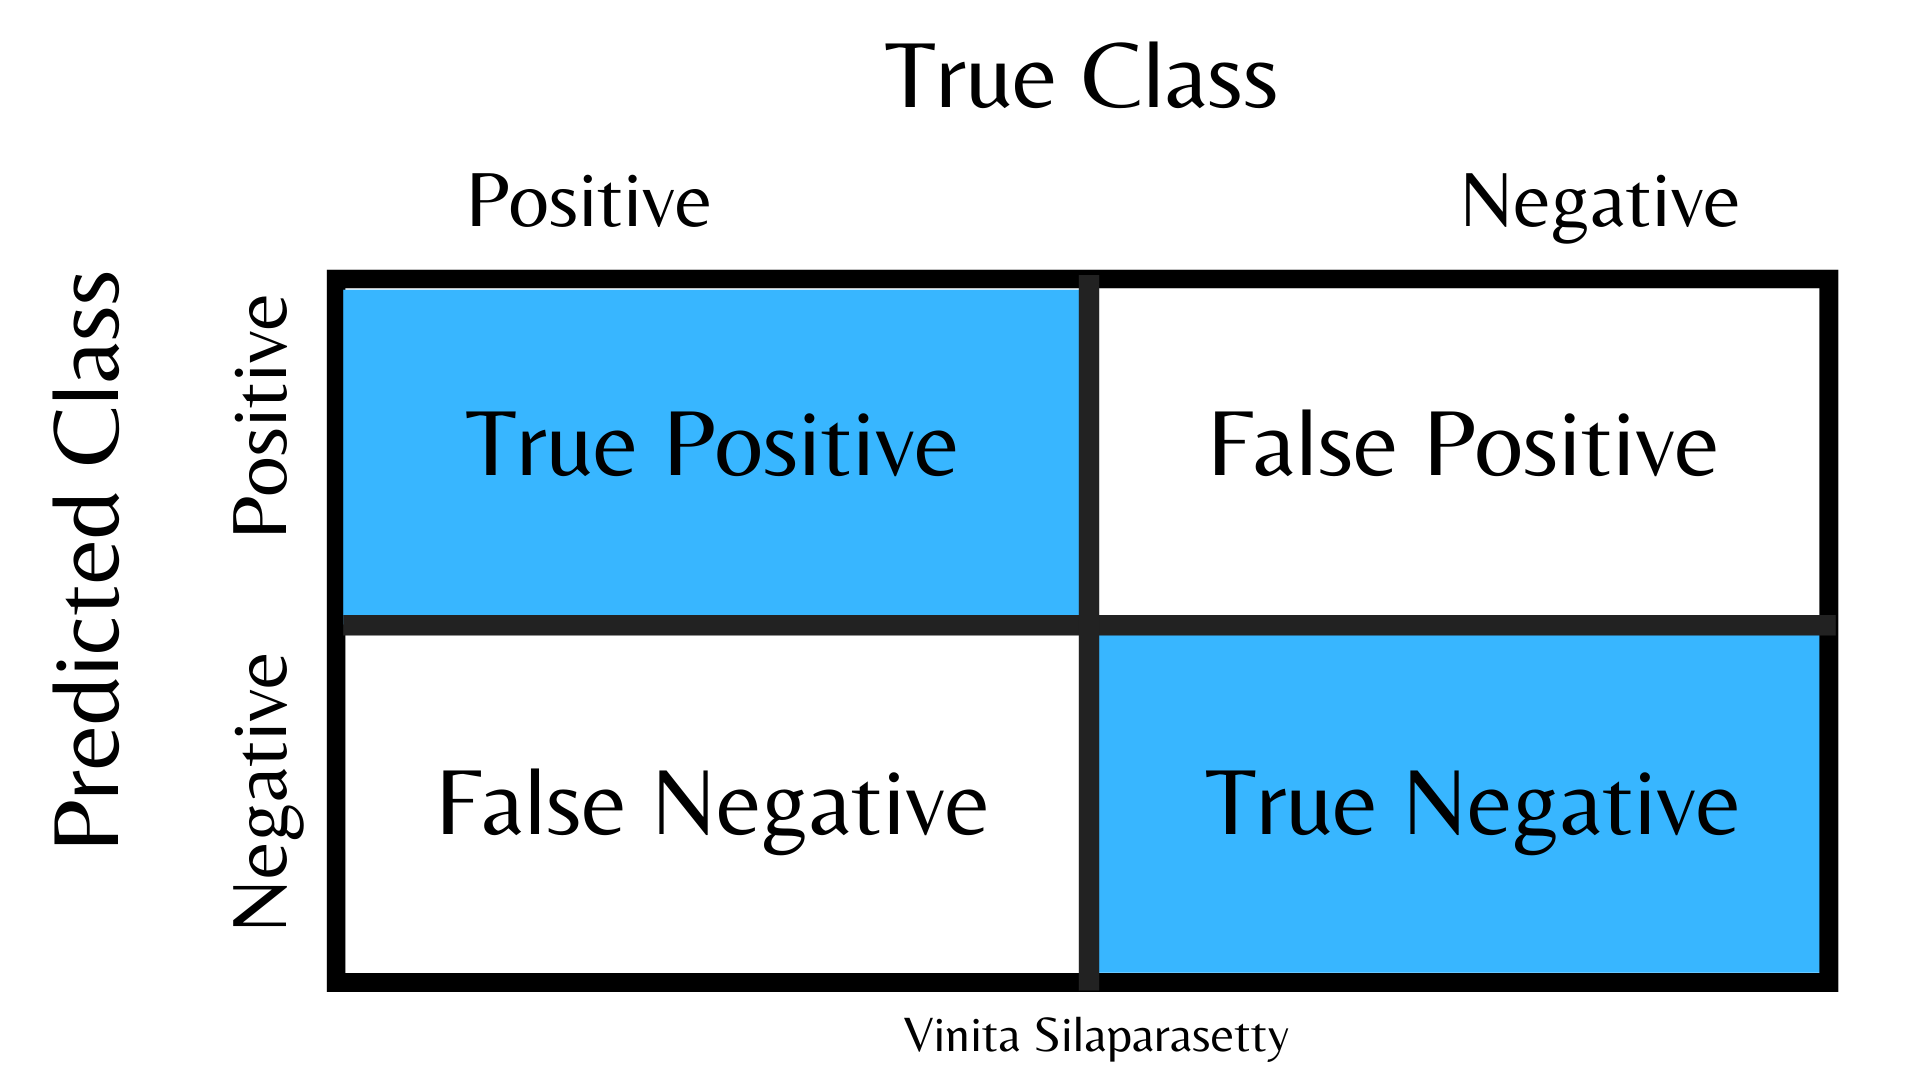 True Class
Positive Negative
Predicted Class
Positive
True Positive False Positive
Negative
False Negative True Negative
Vinita Silaparasetty